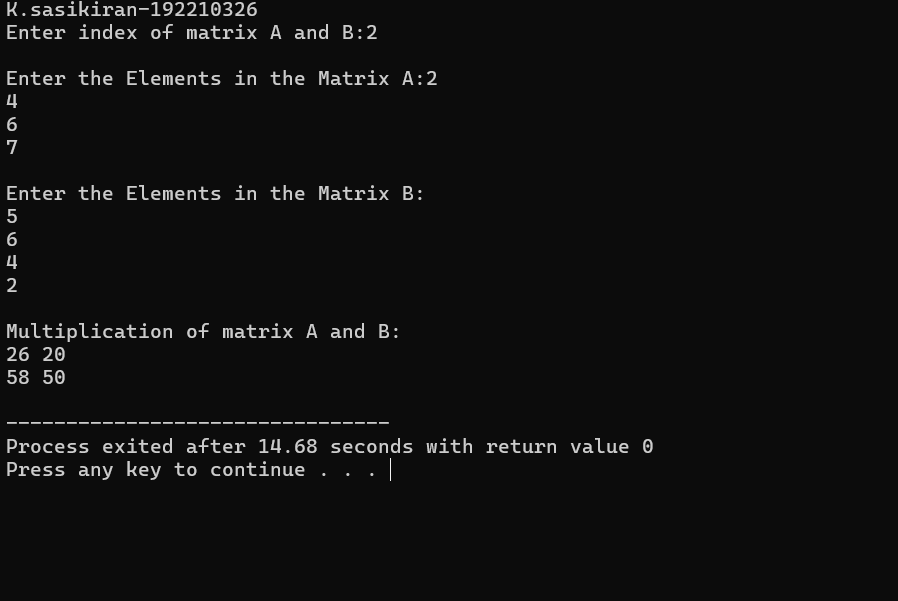 K.sasikiran-192210326
Enter index of matrix A and B:2
Enter the Elements in the Matrix A:2
4
6
7
Enter the Elements in the Matrix B:
5
6
4
2
Multiplication of matrix A and B:
26 20
58 50
--------------------------------
Process exited after 14.68 seconds with return value 0
Press any key to continue . . .